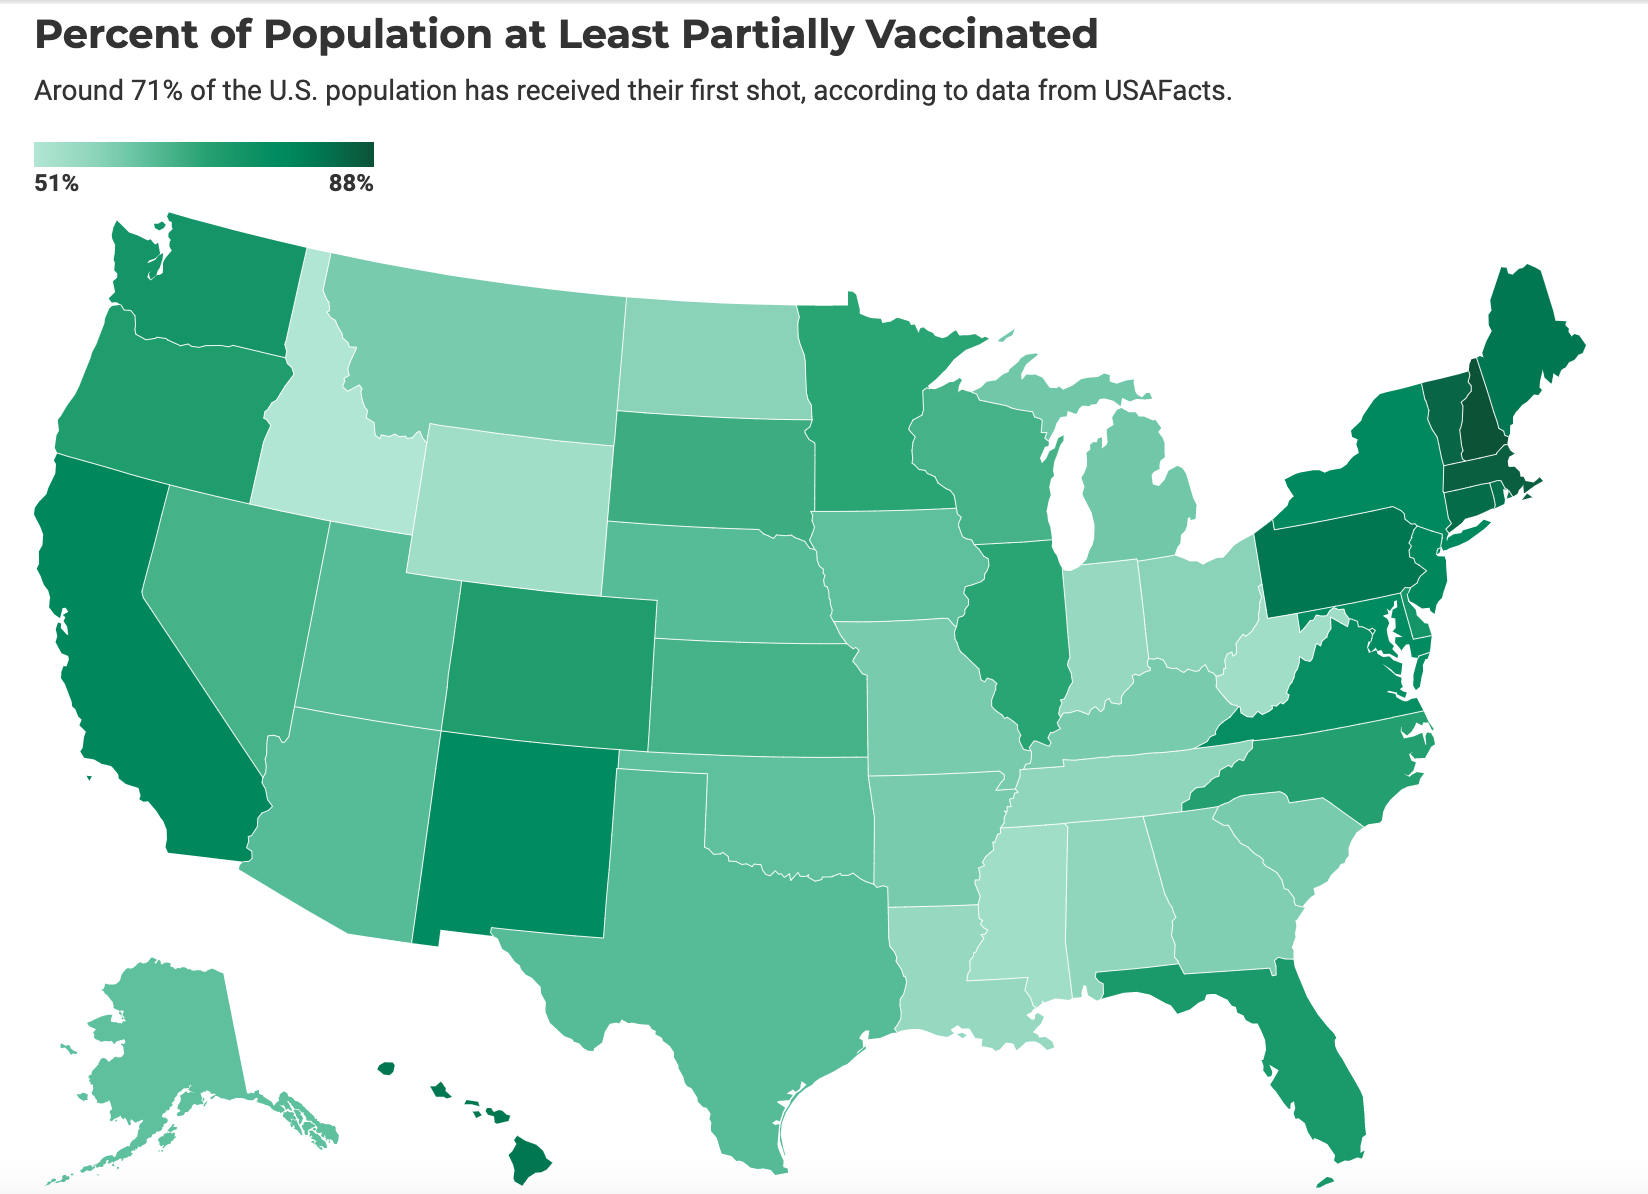 Percent of Population at Least Partially Vaccinated
Around 71% of the U.S. population has received their first shot, according to data from USAFacts.
51%
88%